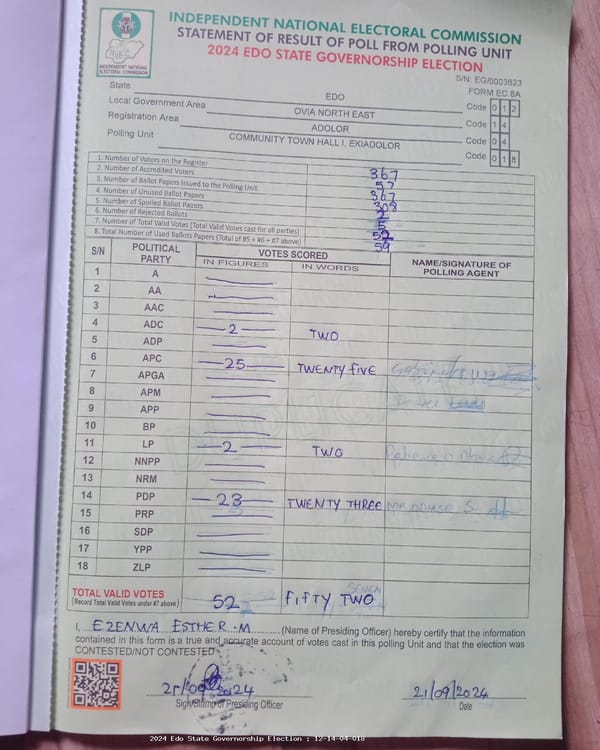 INDEPENDENT NATIONAL ELECTORAL COMMISSION
STATEMENT OF RESULT OF POLL FROM POLLING UNIT
2024 EDO STATE GOVERNORSHIP ELECTION
INEC
INDEPENDENT NATIONAL
ELECTORAL COMMISSION
S/N: EG/0003623
FORM EC 8A
State EDO Code 0 1 2
Local Government Area OVIA NORTH EAST Code 1 4
Registration Area ADOLOR Code 0 4
Polling Unit COMMUNITY TOWN HALL I, EKIADOLOR Code 0 1 8
1. Number of Voters on the Register 367
2. Number of Accredited Voters 57
3. Number of Ballot Papers Issued to the Polling Unit 367
4. Number of Unused Ballot Papers 308
5. Number of Spoiled Ballot Papers 2
6. Number of Rejected Ballots 5
7. Number of Total Valid Votes (Total Valid Votes cast for all parties) 52
8. Total Number of Used Ballots Papers (Total of #5 + #6 + #7 above) 59
S/N POLITICAL PARTY VOTES SCORED NAME/SIGNATURE OF POLLING AGENT
IN FIGURES IN WORDS
1 A
2 AA
3 AAC
4 ADC 2 TWO
5 ADP
6 APC 25 TWENTY FIVE
7 APGA
8 APM
9 APP
10 BP
11 LP 2 TWO
12 NNPP
13 NRM
14 PDP 23 TWENTY THREE
15 PRP
16 SDP
17 YPP
18 ZLP
TOTAL VALID VOTES 52 FIFTY TWO
(Record Total Valid Votes under #7 above)
I, EZENWA ESTHER .M (Name of Presiding Officer) hereby certify that the information
contained in this form is a true and accurate account of votes cast in this polling Unit and that the election was
CONTESTED/NOT CONTESTED
21/09/2024 21/09/2024
Sign/Stamp of Presiding Officer Date
2024 Edo State Governorship Election : 12-14-04-018